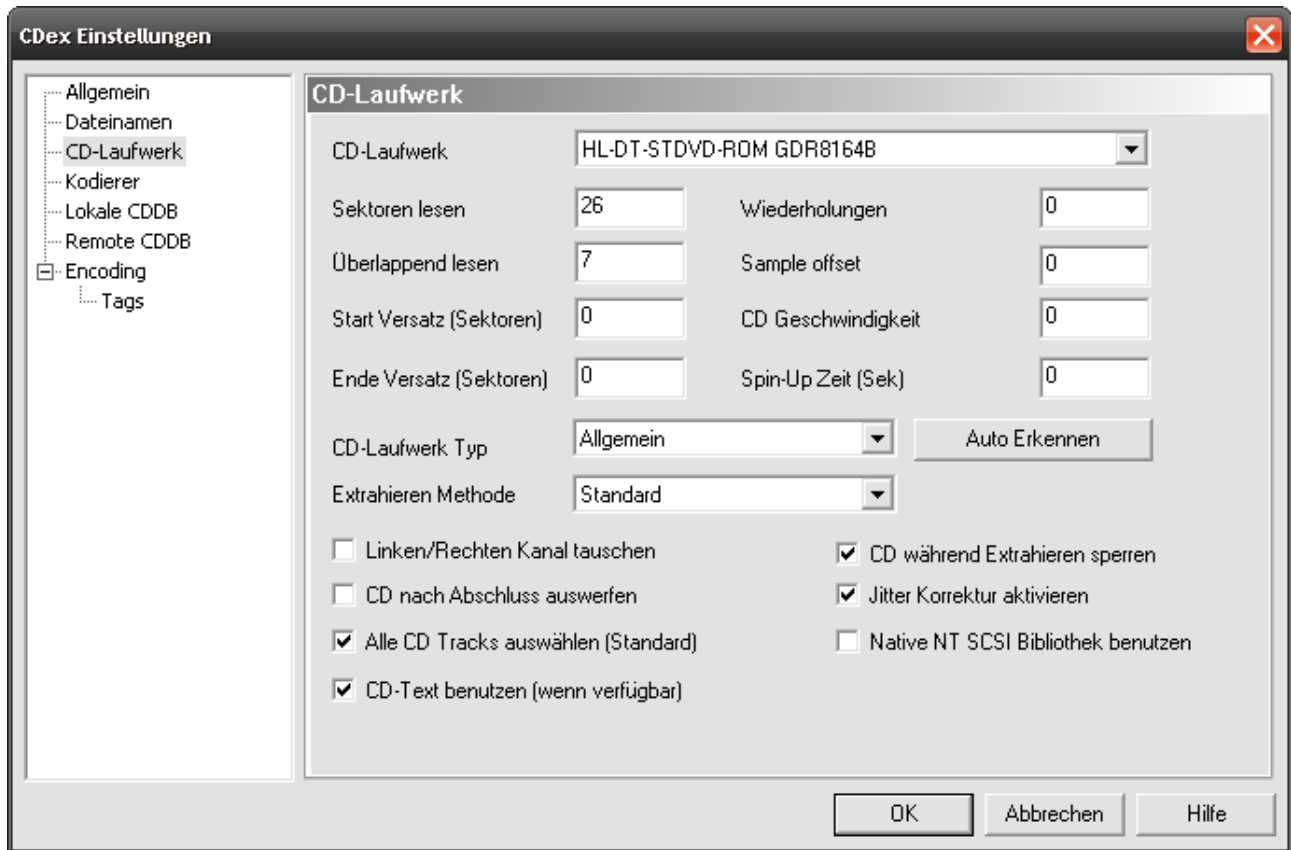 CDex Einstellungen
Allgemein
Dateinamen
CD-Laufwerk
Kodierer
Lokale CDDB
Remote CDDB
Encoding
Tags
CD-Laufwerk
CD-Laufwerk HL-DT-STDVD-ROM GDR8164B
Sektoren lesen 26 Wiederholungen 0
Überlappend lesen 7 Sample offset 0
Start Versatz (Sektoren) 0 CD Geschwindigkeit 0
Ende Versatz (Sektoren) 0 Spin-Up Zeit (Sek) 0
CD-Laufwerk Typ Allgemein Auto Erkennen
Extrahieren Methode Standard
Linken/Rechten Kanal tauschen CD während Extrahieren sperren
CD nach Abschluss auswerfen Jitter Korrektur aktivieren
Alle CD Tracks auswählen (Standard) Native NT SCSI Bibliothek benutzen
CD-Text benutzen (wenn verfügbar)
OK Abbrechen Hilfe